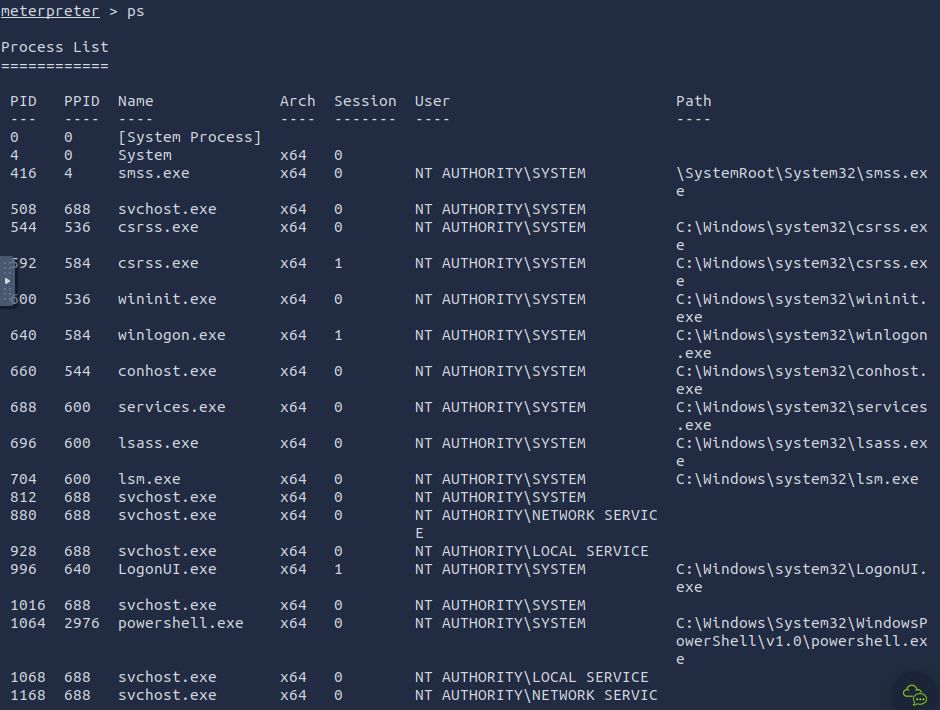 meterpreter > ps
Process List
============
PID PPID Name Arch Session User Path
--- ---- ---- ---- ------- ---- ----
0 0 [System Process]
4 0 System x64 0
416 4 smss.exe x64 0 NT AUTHORITY\SYSTEM \SystemRoot\System32\smss.ex
e
508 688 svchost.exe x64 0 NT AUTHORITY\SYSTEM
544 536 csrss.exe x64 0 NT AUTHORITY\SYSTEM C:\Windows\system32\csrss.ex
e
592 584 csrss.exe x64 1 NT AUTHORITY\SYSTEM C:\Windows\system32\csrss.ex
e
600 536 wininit.exe x64 0 NT AUTHORITY\SYSTEM C:\Windows\system32\wininit.
exe
640 584 winlogon.exe x64 1 NT AUTHORITY\SYSTEM C:\Windows\system32\winlogon
.exe
660 544 conhost.exe x64 0 NT AUTHORITY\SYSTEM C:\Windows\system32\conhost.
exe
688 600 services.exe x64 0 NT AUTHORITY\SYSTEM C:\Windows\system32\services
.exe
696 600 lsass.exe x64 0 NT AUTHORITY\SYSTEM C:\Windows\system32\lsass.ex
e
704 600 lsm.exe x64 0 NT AUTHORITY\SYSTEM C:\Windows\system32\lsm.exe
812 688 svchost.exe x64 0 NT AUTHORITY\SYSTEM
880 688 svchost.exe x64 0 NT AUTHORITY\NETWORK SERVIC
E
928 688 svchost.exe x64 0 NT AUTHORITY\LOCAL SERVICE
996 640 LogonUI.exe x64 1 NT AUTHORITY\SYSTEM C:\Windows\system32\LogonUI.
exe
1016 688 svchost.exe x64 0 NT AUTHORITY\SYSTEM
1064 2976 powershell.exe x64 0 NT AUTHORITY\SYSTEM C:\Windows\System32\WindowsP
owerShell\v1.0\powershell.ex
e
1068 688 svchost.exe x64 0 NT AUTHORITY\LOCAL SERVICE
1168 688 svchost.exe x64 0 NT AUTHORITY\NETWORK SERVIC